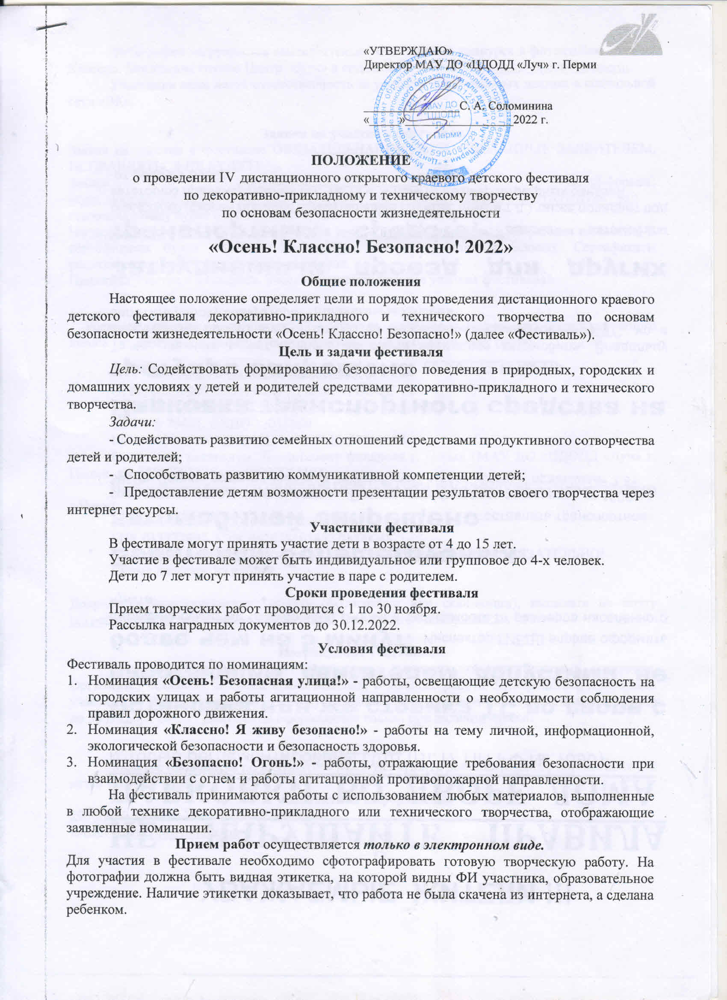 «УТВЕРЖДАЮ»
Директор МАУ ДО «ЦДОДД «Луч» г. Перми
С. А. Соломинина
« » 2022 г.
МАУ ДО
"ЦДОДД
"Луч"
г. Перми
ИНН 5904082729
ПОЛОЖЕНИЕ
о проведении IV дистанционного открытого краевого детского фестиваля
по декоративно-прикладному и техническому творчеству
по основам безопасности жизнедеятельности
«Осень! Классно! Безопасно! 2022»
Общие положения
Настоящее положение определяет цели и порядок проведения дистанционного краевого
детского фестиваля декоративно-прикладного и технического творчества по основам
безопасности жизнедеятельности «Осень! Классно! Безопасно!» (далее «Фестиваль»).
Цель и задачи фестиваля
Цель: Содействовать формированию безопасного поведения в природных, городских и
домашних условиях у детей и родителей средствами декоративно-прикладного и технического
творчества.
Задачи:
- Содействовать развитию семейных отношений средствами продуктивного сотворчества
детей и родителей;
- Способствовать развитию коммуникативной компетенции детей;
- Предоставление детям возможности презентации результатов своего творчества через
интернет ресурсы.
Участники фестиваля
В фестивале могут принять участие дети в возрасте от 4 до 15 лет.
Участие в фестивале может быть индивидуальное или групповое до 4-х человек.
Дети до 7 лет могут принять участие в паре с родителем.
Сроки проведения фестиваля
Прием творческих работ проводится с 1 по 30 ноября.
Рассылка наградных документов до 30.12.2022.
Условия фестиваля
Фестиваль проводится по номинациям:
1. Номинация «Осень! Безопасная улица!» - работы, освещающие детскую безопасность на
городских улицах и работы агитационной направленности о необходимости соблюдения
правил дорожного движения.
2. Номинация «Классно! Я живу безопасно!» - работы на тему личной, информационной,
экологической безопасности и безопасность здоровья.
3. Номинация «Безопасно! Огонь!» - работы, отражающие требования безопасности при
взаимодействии с огнем и работы агитационной противопожарной направленности.
На фестиваль принимаются работы с использованием любых материалов, выполненные
в любой технике декоративно-прикладного или технического творчества, отображающие
заявленные номинации.
Прием работ осуществляется только в электронном виде.
Для участия в фестивале необходимо сфотографировать готовую творческую работу. На
фотографии должна быть видная этикетка, на которой видны ФИ участника, образовательное
учреждение. Наличие этикетки доказывает, что работа не была скачена из интернета, а сделана
ребенком.